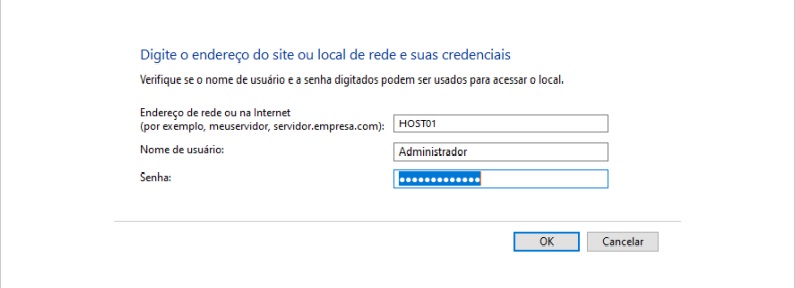 Digite o endereço do site ou local de rede e suas credenciais
Verifique se o nome de usuário e a senha digitados podem ser usados para acessar o local.
Endereço de rede ou na Internet
(por exemplo, meuservidor, servidor.empresa.com): HOST01
Nome de usuário: Administrador
Senha: •••••••••••••
OK Cancelar